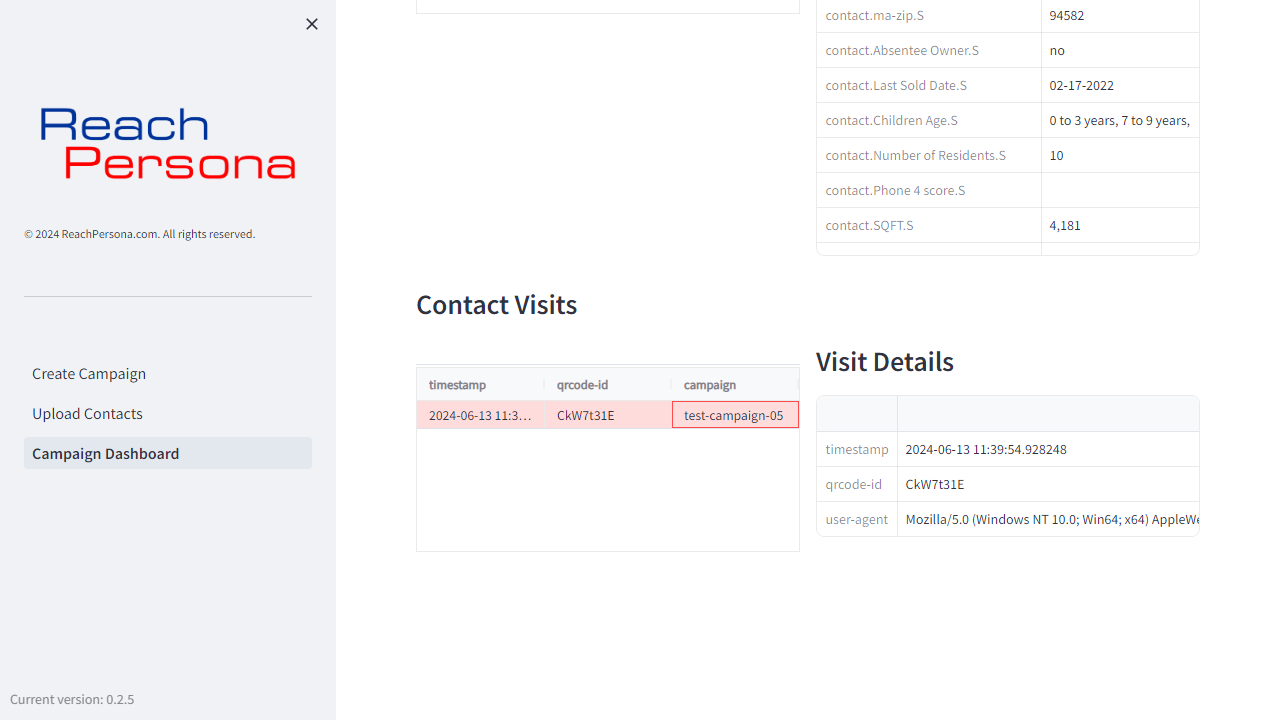 Reach
Persona
© 2024 ReachPersona.com. All rights reserved.
Create Campaign
Upload Contacts
Campaign Dashboard
Current version: 0.2.5
contact.ma-zip.S 94582
contact.Absentee Owner.S no
contact.Last Sold Date.S 02-17-2022
contact.Children Age.S 0 to 3 years, 7 to 9 years,
contact.Number of Residents.S 10
contact.Phone 4 score.S
contact.SQFT.S 4,181
Contact Visits
timestamp qrcode-id campaign
2024-06-13 11:3... CkW7t31E test-campaign-05
Visit Details
timestamp 2024-06-13 11:39:54.928248
qrcode-id CkW7t31E
user-agent Mozilla/5.0 (Windows NT 10.0; Win64; x64) AppleWe